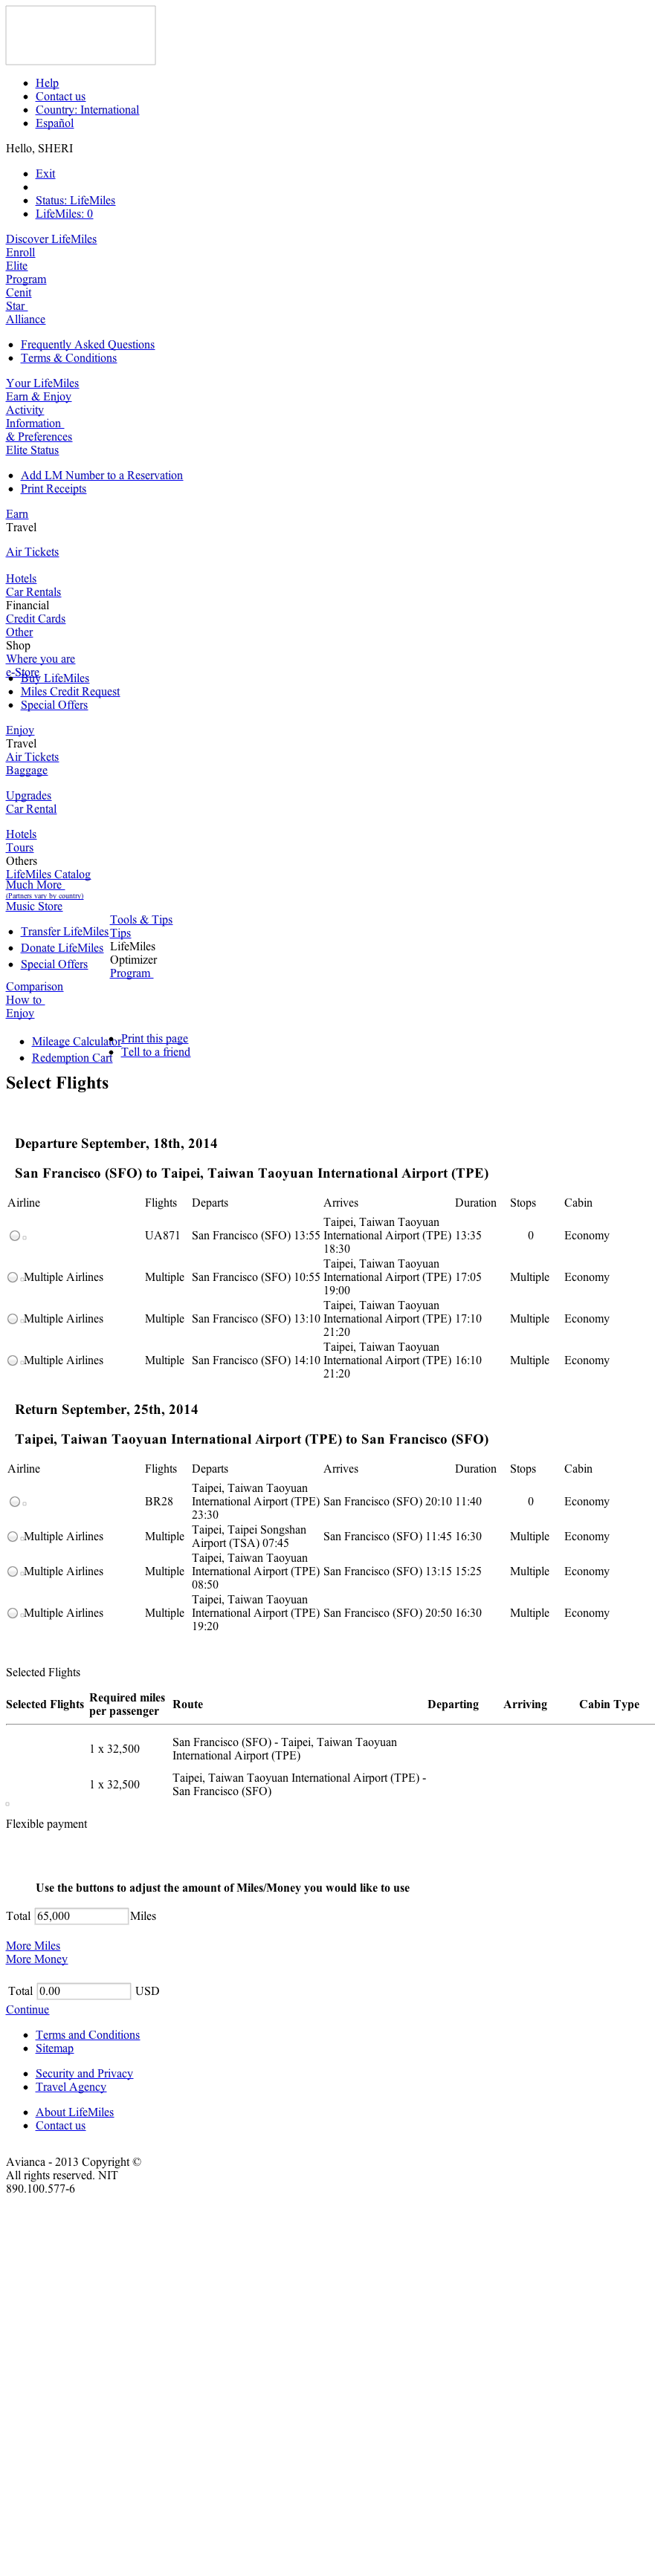 Help
Contact us
Country: International
Español
Hello, SHERI
Exit
Status: LifeMiles
LifeMiles: 0
Discover LifeMiles
Enroll
Elite
Program
Cenit
Star
Alliance
Frequently Asked Questions
Terms & Conditions
Your LifeMiles
Earn & Enjoy
Activity
Information
& Preferences
Elite Status
Add LM Number to a Reservation
Print Receipts
Earn
Travel
Air Tickets
Hotels
Car Rentals
Financial
Credit Cards
Other
Shop
Where you are
e-Store
Buy LifeMiles
Miles Credit Request
Special Offers
Enjoy
Travel
Air Tickets
Baggage
Upgrades
Car Rental
Hotels
Tours
Others
LifeMiles Catalog
Much More
(Partners vary by country)
Music Store
Transfer LifeMiles
Donate LifeMiles
Special Offers
Tools & Tips
Tips
LifeMiles
Optimizer
Program
Comparison
How to
Enjoy
Mileage Calculator
Redemption Cart
Print this page
Tell to a friend
Select Flights
Departure September, 18th, 2014
San Francisco (SFO) to Taipei, Taiwan Taoyuan International Airport (TPE)
Airline Flights Departs Arrives Duration Stops Cabin
UA871 San Francisco (SFO) 13:55 Taipei, Taiwan Taoyuan International Airport (TPE) 18:30 13:35 0 Economy
Multiple Airlines Multiple San Francisco (SFO) 10:55 Taipei, Taiwan Taoyuan International Airport (TPE) 19:00 17:05 Multiple Economy
Multiple Airlines Multiple San Francisco (SFO) 13:10 Taipei, Taiwan Taoyuan International Airport (TPE) 21:20 17:10 Multiple Economy
Multiple Airlines Multiple San Francisco (SFO) 14:10 Taipei, Taiwan Taoyuan International Airport (TPE) 21:20 16:10 Multiple Economy
Return September, 25th, 2014
Taipei, Taiwan Taoyuan International Airport (TPE) to San Francisco (SFO)
Airline Flights Departs Arrives Duration Stops Cabin
BR28 Taipei, Taiwan Taoyuan International Airport (TPE) 23:30 San Francisco (SFO) 20:10 11:40 0 Economy
Multiple Airlines Multiple Taipei, Taipei Songshan Airport (TSA) 07:45 San Francisco (SFO) 11:45 16:30 Multiple Economy
Multiple Airlines Multiple Taipei, Taiwan Taoyuan International Airport (TPE) 08:50 San Francisco (SFO) 13:15 15:25 Multiple Economy
Multiple Airlines Multiple Taipei, Taiwan Taoyuan International Airport (TPE) 19:20 San Francisco (SFO) 20:50 16:30 Multiple Economy
Selected Flights
Selected Flights Required miles per passenger Route Departing Arriving Cabin Type
1 x 32,500 San Francisco (SFO) - Taipei, Taiwan Taoyuan International Airport (TPE)
1 x 32,500 Taipei, Taiwan Taoyuan International Airport (TPE) - San Francisco (SFO)
Flexible payment
Use the buttons to adjust the amount of Miles/Money you would like to use
Total 65,000 Miles
More Miles
More Money
Total 0.00 USD
Continue
Terms and Conditions
Sitemap
Security and Privacy
Travel Agency
About LifeMiles
Contact us
Avianca - 2013 Copyright ©
All rights reserved. NIT
890.100.577-6